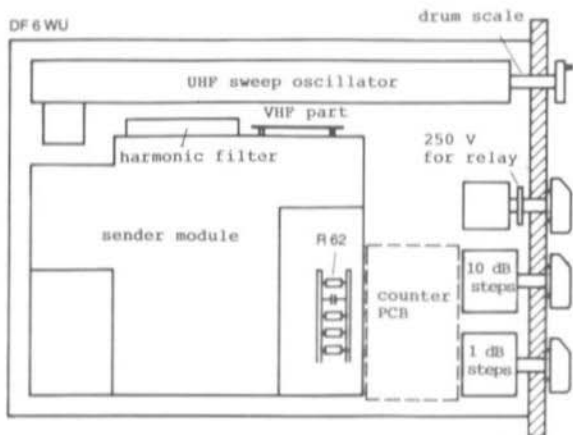 DF 6 WU
drum scale
UHF sweep oscillator
VHF part
250 V
for relay
harmonic filter
sender module
R 62
10 dB
steps
counter
PCB
1 dB
steps